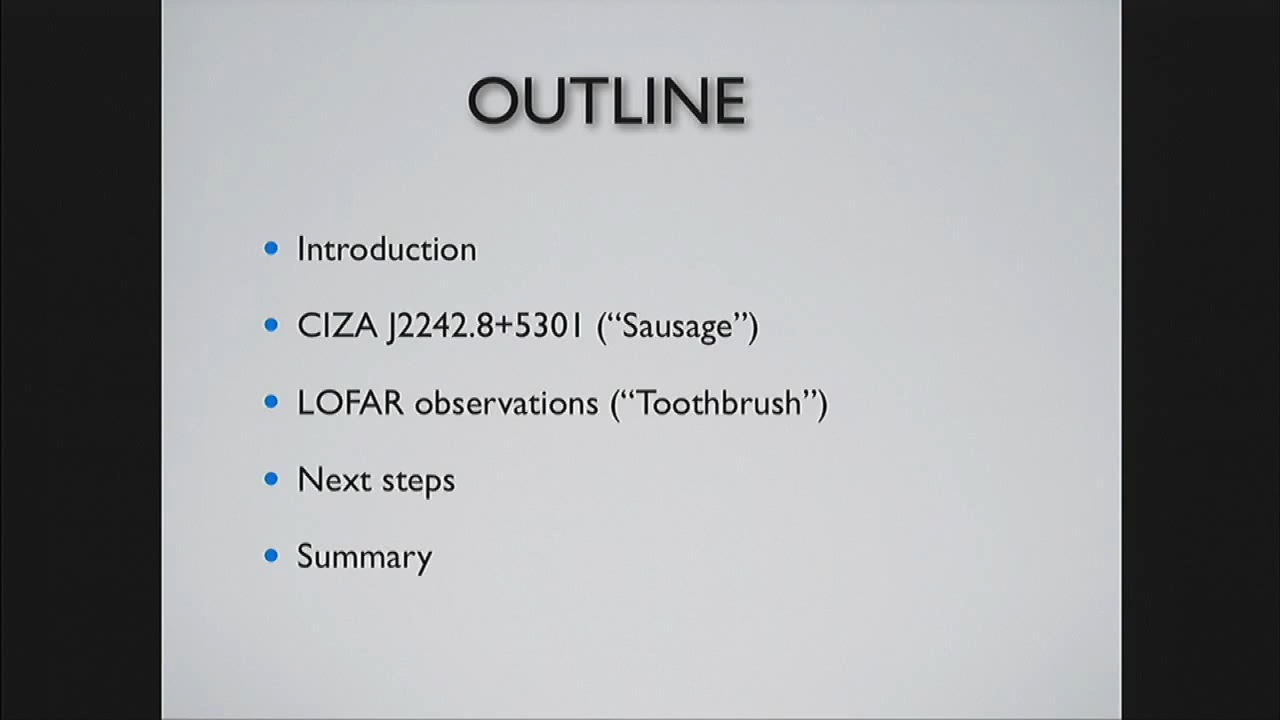 OUTLINE
• Introduction
• CIZA J2242.8+5301 (“Sausage”)
• LOFAR observations (“Toothbrush”)
• Next steps
• Summary